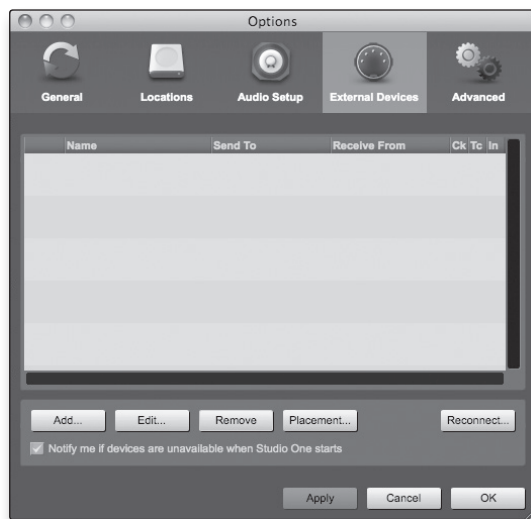 Options
General Locations Audio Setup External Devices Advanced
Name Send To Receive From Ck Tc In
Add... Edit... Remove Placement... Reconnect...
Notify me if devices are unavailable when Studio One starts
Apply Cancel OK